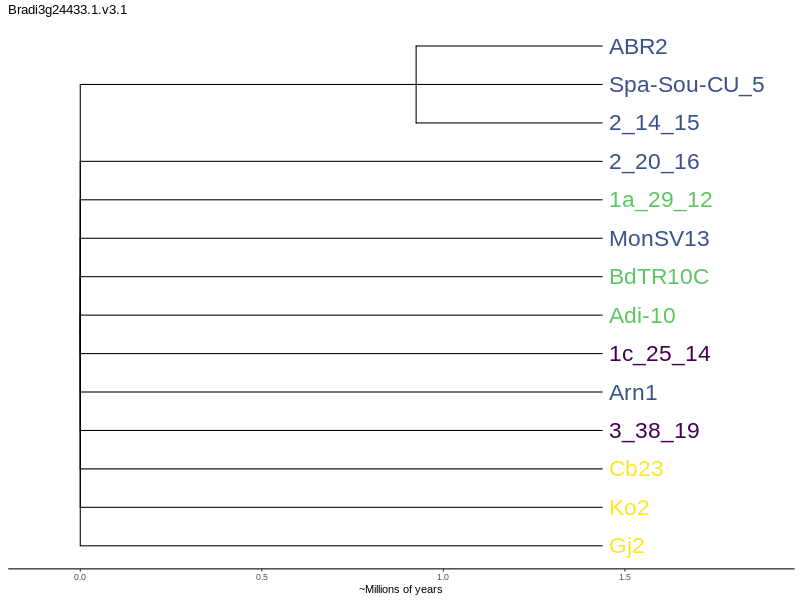 Bradi3g24433.1.v3.1
ABR2
Spa-Sou-CU_5
2_14_15
2_20_16
1a_29_12
MonSV13
BdTR10C
Adi-10
1c_25_14
Arn1
3_38_19
Cb23
Ko2
Gj2
0.0 0.5 1.0 1.5
~Millions of years